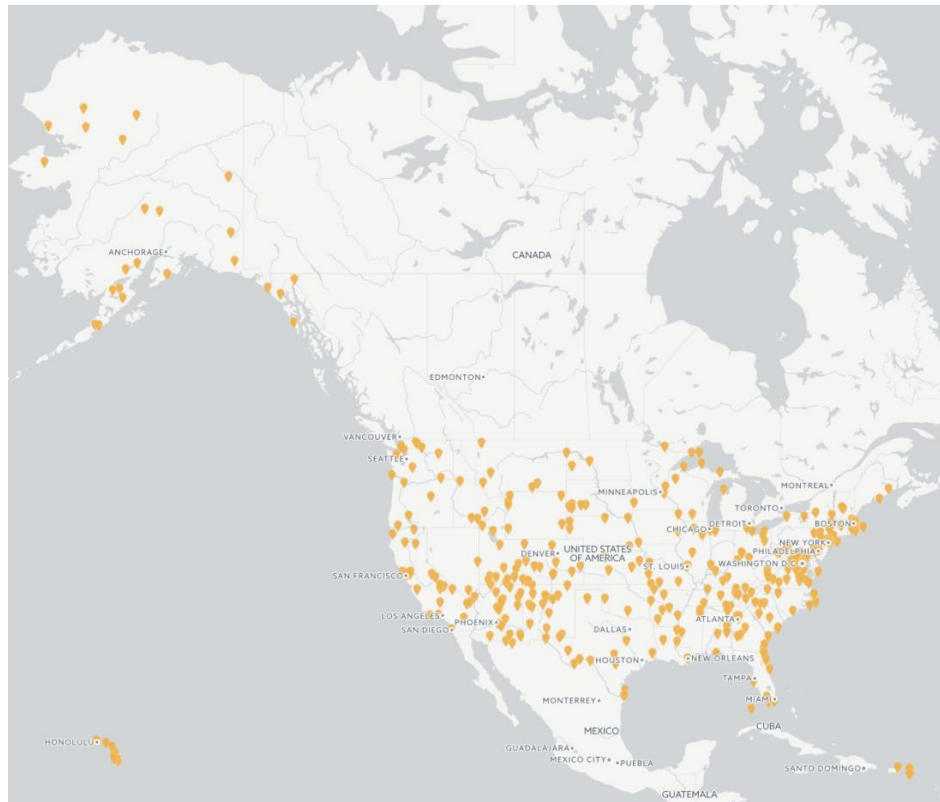 ANCHORAGE
CANADA
EDMONTON
VANCOUVER
SEATTLE
MONTREAL
MINNEAPOLIS
TORONTO
BOSTON
CHICAGO
DETROIT
NEW YORK
DENVER
UNITED STATES
OF AMERICA
PHILADELPHIA
WASHINGTON D.C.
ST. LOUIS
SAN FRANCISCO
LOS ANGELES
PHOENIX
ATLANTA
SAN DIEGO
DALLAS
HOUSTON
NEW ORLEANS
TAMPA
MIAMI
MONTERREY
CUBA
MEXICO
HONOLULU
GUADALAJARA
MEXICO CITY
PUEBLA
SANTO DOMINGO
GUATEMALA